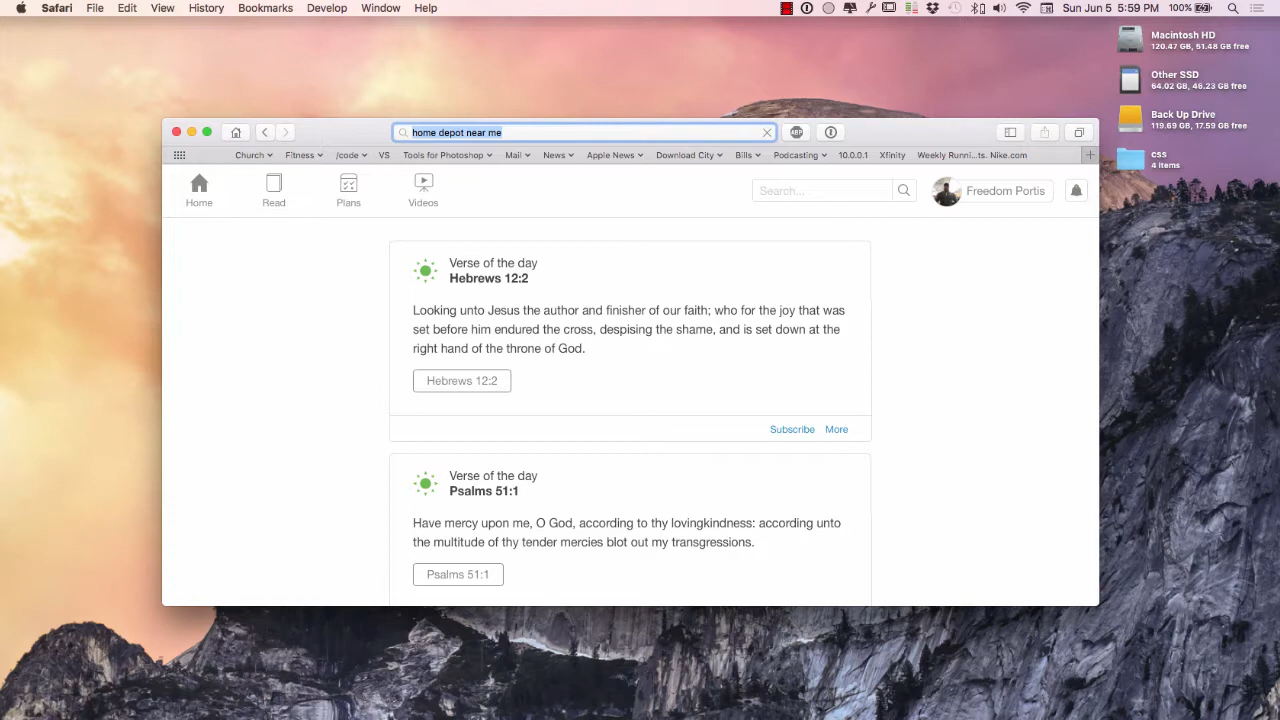 Safari File Edit View History Bookmarks Develop Window Help Sun Jun 5 5:59 PM 100%
Macintosh HD
120.47 GB, 51.48 GB free
Other SSD
64.02 GB, 46.23 GB free
Back Up Drive
119.69 GB, 17.59 GB free
css
4 items
home depot near me
ABP
Church Fitness /code VS Tools for Photoshop Mail News Apple News Download City Bills Podcasting 10.0.0.1 Xfinity Weekly Runni...ts. Nike.com
Home Read Plans Videos
Search... Freedom Portis
Verse of the day
Hebrews 12:2
Looking unto Jesus the author and finisher of our faith; who for the joy that was
set before him endured the cross, despising the shame, and is set down at the
right hand of the throne of God.
Hebrews 12:2
Subscribe More
Verse of the day
Psalms 51:1
Have mercy upon me, O God, according to thy lovingkindness: according unto
the multitude of thy tender mercies blot out my transgressions.
Psalms 51:1